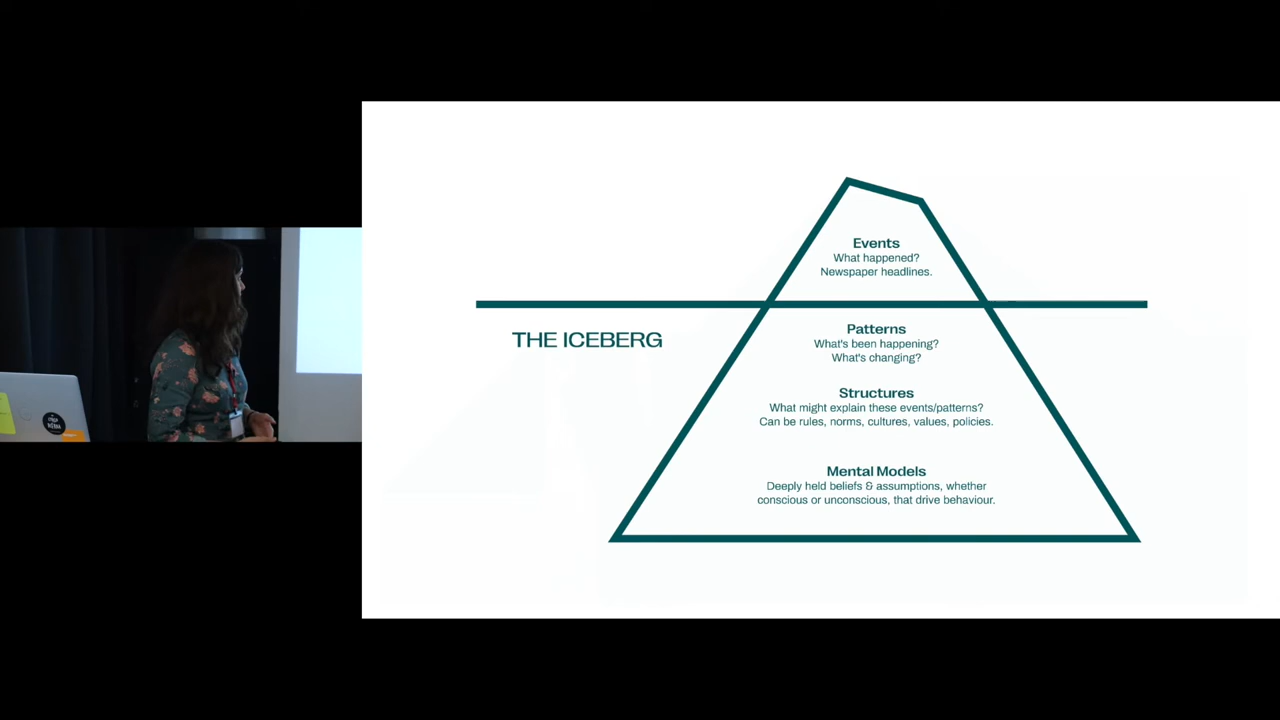 Events
What happened?
Newspaper headlines.
THE ICEBERG
Patterns
What's been happening?
What's changing?
Structures
What might explain these events/patterns?
Can be rules, norms, cultures, values, policies.
Mental Models
Deeply held beliefs & assumptions, whether
conscious or unconscious, that drive behaviour.